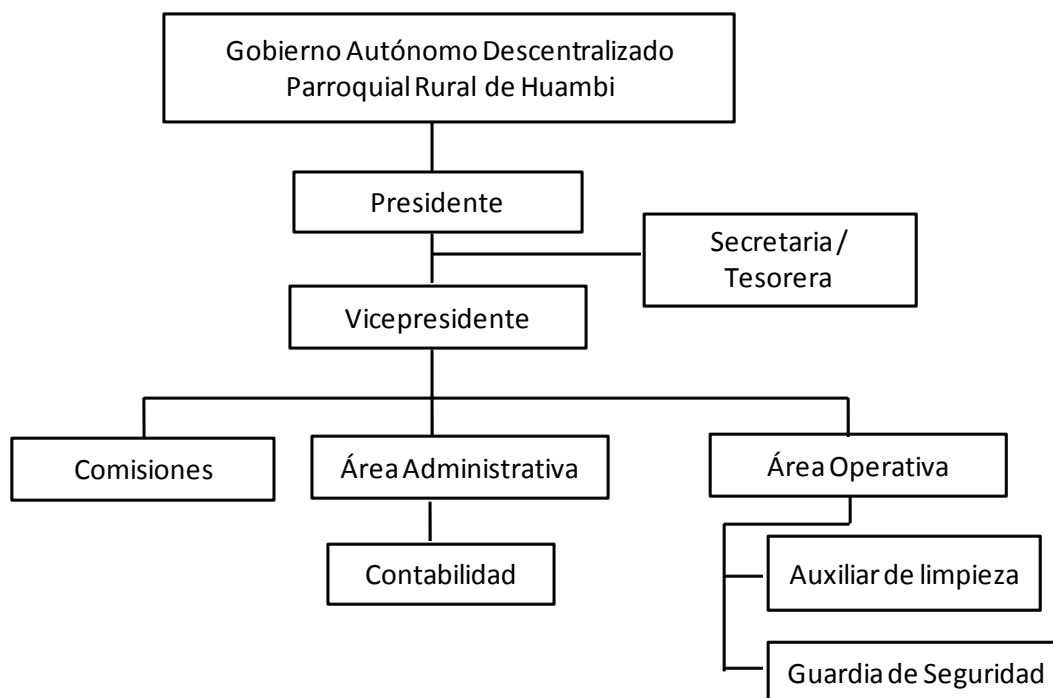 Gobierno Autónomo Descentralizado
Parroquial Rural de Huambi
Presidente
Secretaria /
Tesorera
Vicepresidente
Comisiones
Área Administrativa
Área Operativa
Contabilidad
Auxiliar de limpieza
Guardia de Seguridad